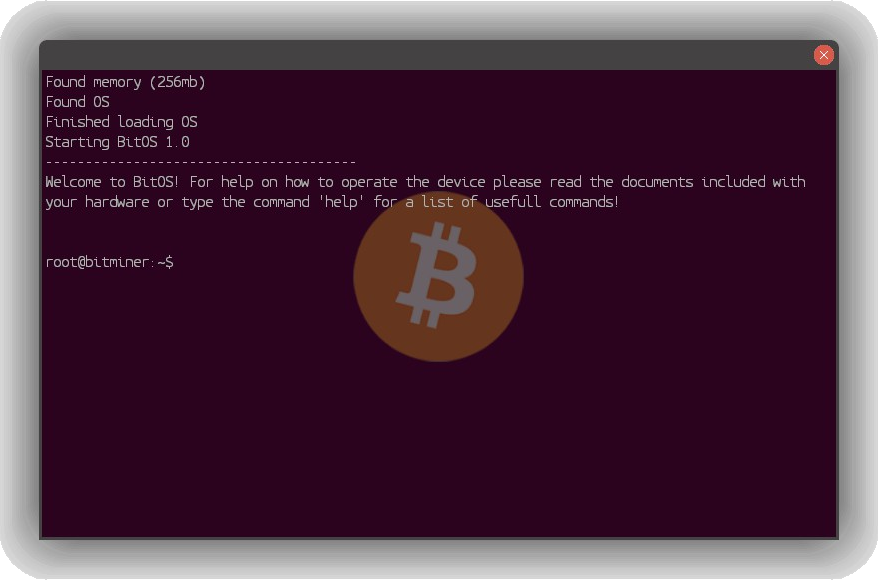 Found memory (256mb)
Found OS
Finished loading OS
Starting BitOS 1.0
---------------------------------------
Welcome to BitOS! For help on how to operate the device please read the documents included with
your hardware or type the command 'help' for a list of usefull commands!
root@bitminer:~$